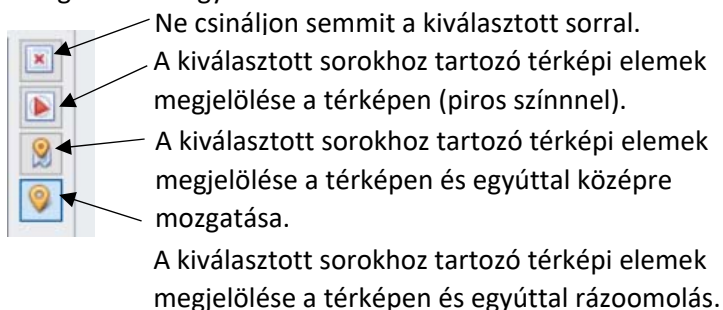 Ne csináljon semmit a kiválasztott sorral.
A kiválasztott sorokhoz tartozó térképi elemek
megjelölése a térképen (piros színnnel).
A kiválasztott sorokhoz tartozó térképi elemek
megjelölése a térképen és egyúttal középre
mozgatása.
A kiválasztott sorokhoz tartozó térképi elemek
megjelölése a térképen és egyúttal rázoomolás.